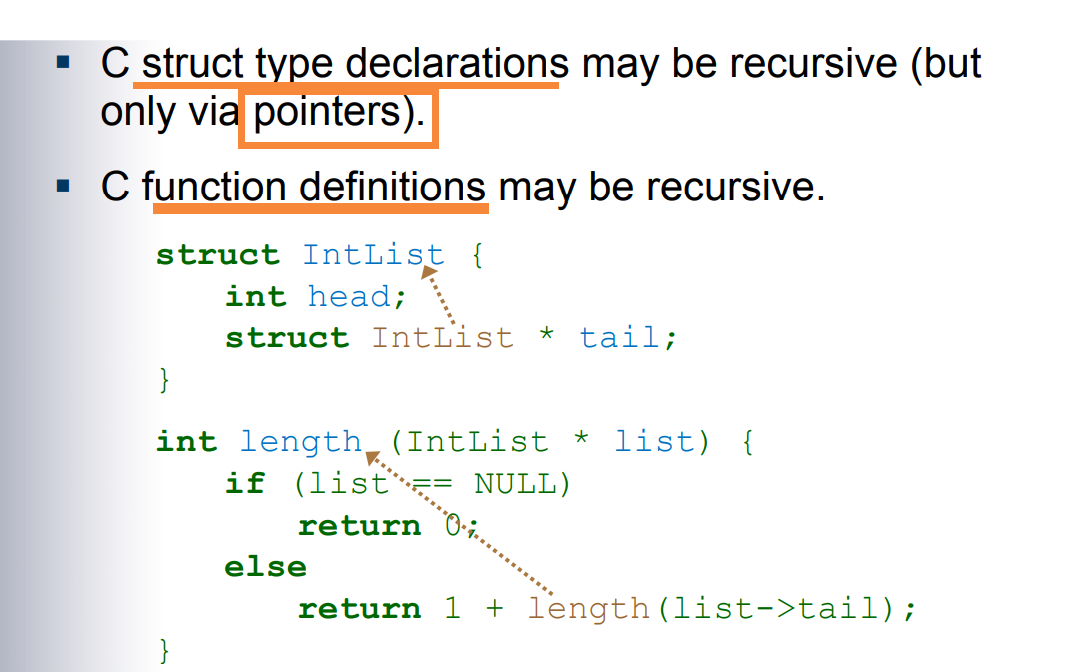 C struct type declarations may be recursive (but
only via pointers).
C function definitions may be recursive.
struct IntList {
int head;
struct IntList * tail;
}
int length (IntList * list) {
if (list == NULL)
return 0;
else
return 1 + length(list->tail);
}